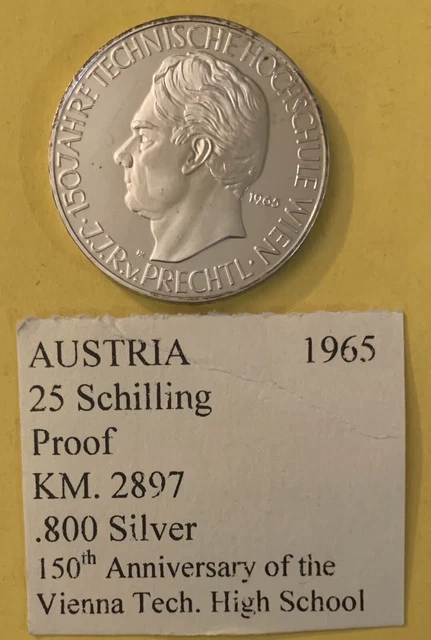 150 JAHRE TECHNISCHE HOCHSCHULE WIEN
· J.J.R.v. PRECHTL ·
1965
AUSTRIA 1965
25 Schilling
Proof
KM. 2897
.800 Silver
150th Anniversary of the
Vienna Tech. High School